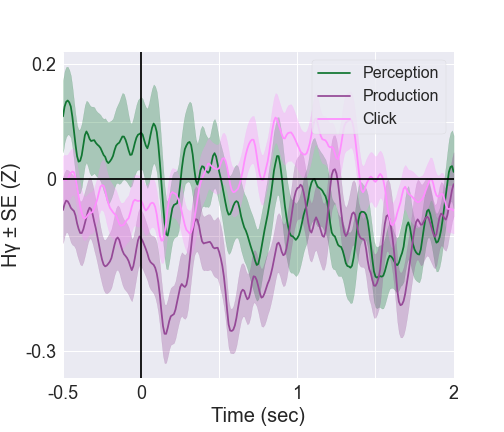 Perception
Production
Click
0.2
0
-0.3
Hγ ± SE (Z)
-0.5
0
1
2
Time (sec)